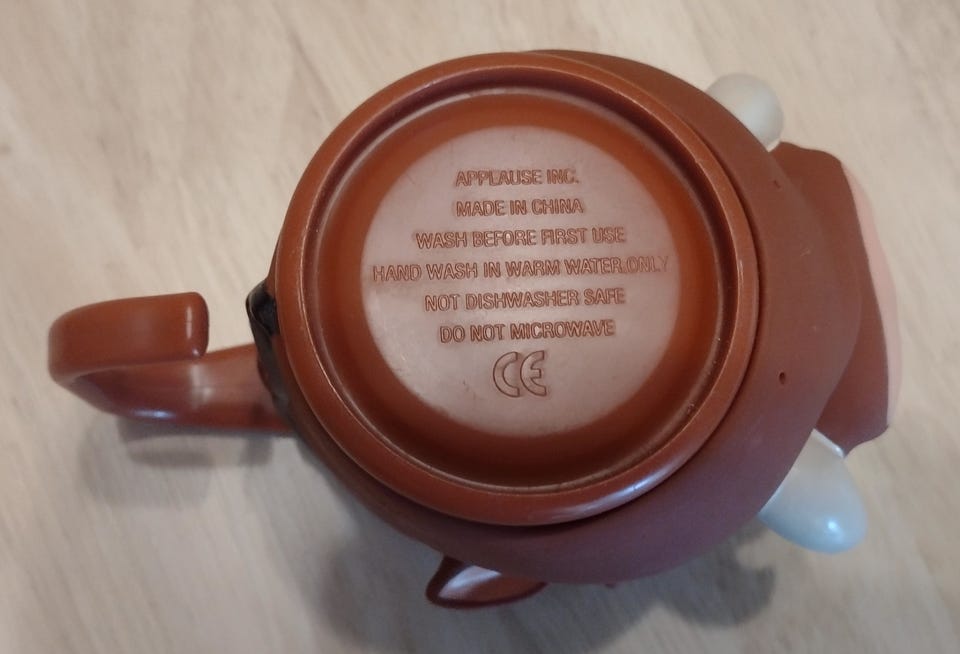 APPLAUSE INC.
MADE IN CHINA
WASH BEFORE FIRST USE
HAND WASH IN WARM WATER ONLY
NOT DISHWASHER SAFE
DO NOT MICROWAVE
CE